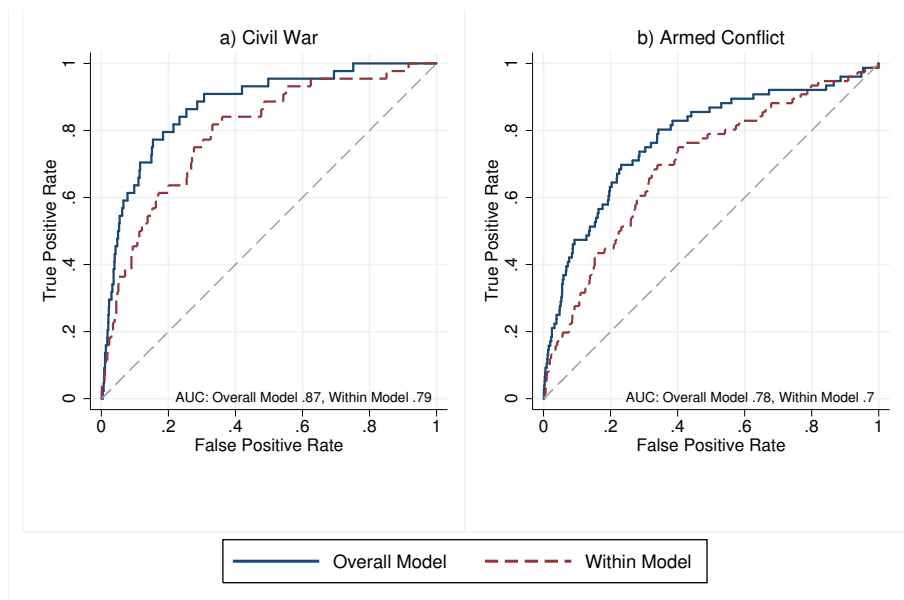 a) Civil War
True Positive Rate
1
.8
.6
.4
.2
0
AUC: Overall Model .87, Within Model .79
0 .2 .4 .6 .8 1
False Positive Rate
b) Armed Conflict
True Positive Rate
1
.8
.6
.4
.2
0
AUC: Overall Model .78, Within Model .7
0 .2 .4 .6 .8 1
False Positive Rate
Overall Model Within Model